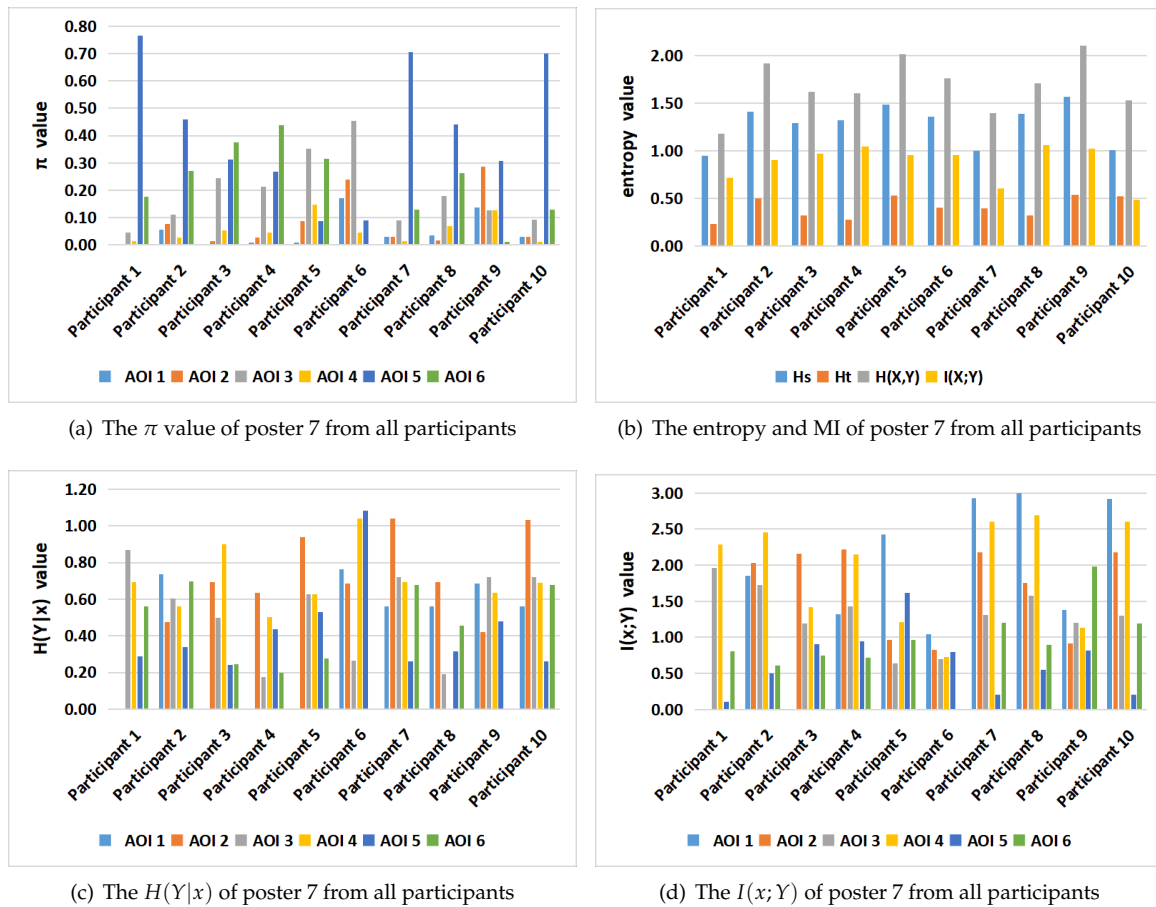 0.80
0.70
0.60
0.50
0.40
0.30
0.20
0.10
0.00
π value
Participant 1
Participant 2
Participant 3
Participant 4
Participant 5
Participant 6
Participant 7
Participant 8
Participant 9
Participant 10
AOI 1 AOI 2 AOI 3 AOI 4 AOI 5 AOI 6
(a) The π value of poster 7 from all participants
2.00
1.50
1.00
0.50
0.00
entropy value
Participant 1
Participant 2
Participant 3
Participant 4
Participant 5
Participant 6
Participant 7
Participant 8
Participant 9
Participant 10
Hs Ht H(X,Y) I(X;Y)
(b) The entropy and MI of poster 7 from all participants
1.20
1.00
0.80
0.60
0.40
0.20
0.00
H(Y|x) value
Participant 1
Participant 2
Participant 3
Participant 4
Participant 5
Participant 6
Participant 7
Participant 8
Participant 9
Participant 10
AOI 1 AOI 2 AOI 3 AOI 4 AOI 5 AOI 6
(c) The H(Y|x) of poster 7 from all participants
3.00
2.50
2.00
1.50
1.00
0.50
0.00
I(x;Y) value
Participant 1
Participant 2
Participant 3
Participant 4
Participant 5
Participant 6
Participant 7
Participant 8
Participant 9
Participant 10
AOI 1 AOI 2 AOI 3 AOI 4 AOI 5 AOI 6
(d) The I(x; Y) of poster 7 from all participants